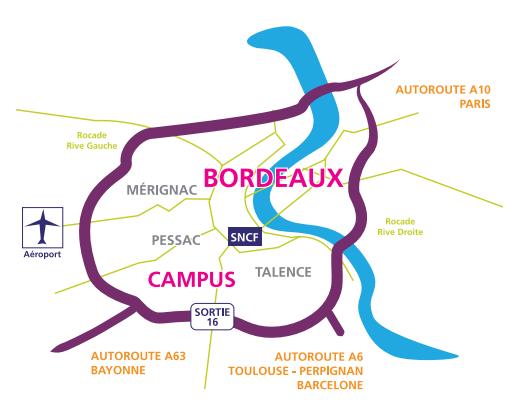 AUTOROUTE A10
PARIS
Rocade
Rive Gauche
BORDEAUX
MÉRIGNAC
Rocade
Rive Droite
PESSAC
SNCF
Aéroport
TALENCE
CAMPUS
SORTIE
16
AUTOROUTE A63
BAYONNE
AUTOROUTE A6
TOULOUSE - PERPIGNAN
BARCELONE